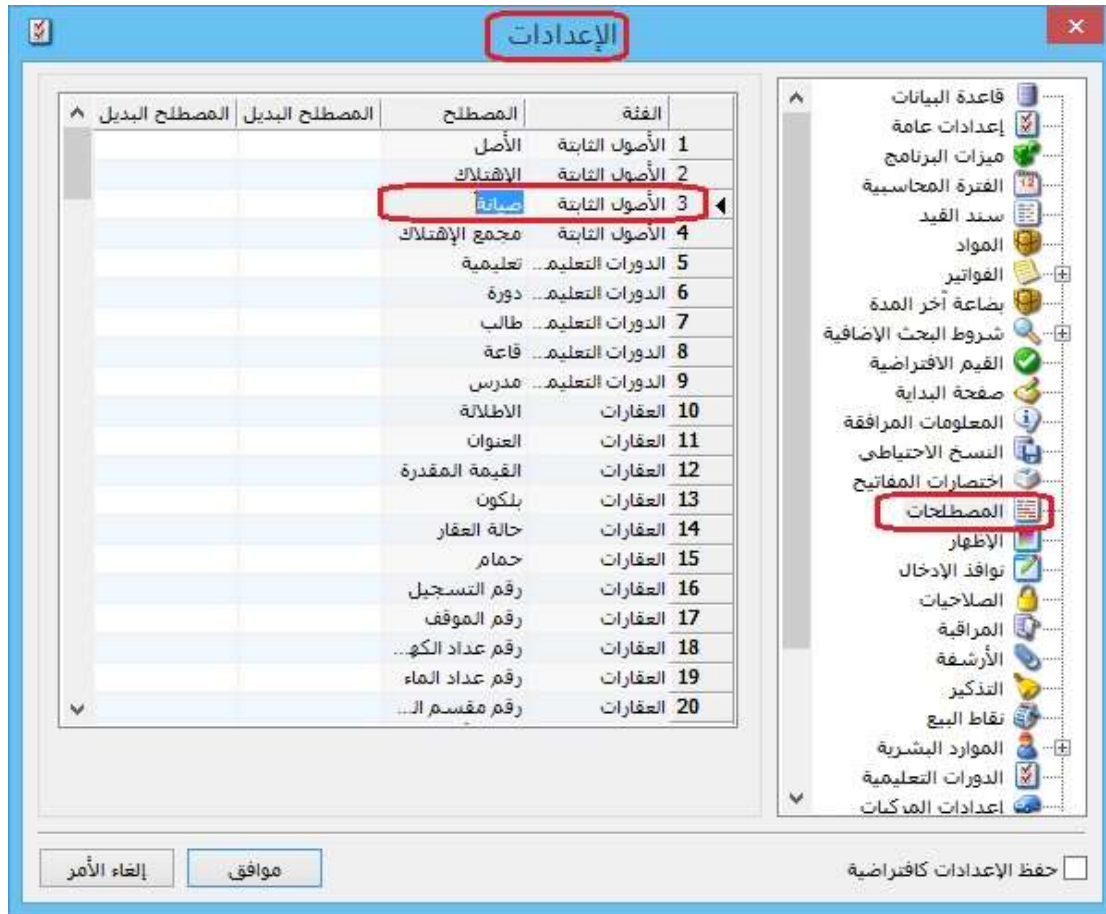 الإعدادات
قاعدة البيانات
إعدادات عامة
ميزات البرنامج
الفترة المحاسبية
سند القيد
المواد
الفواتير
بضاعة آخر المدة
شروط البحث الإضافية
القيم الافتراضية
صفحة البداية
المعلومات المرافقة
النسخ الاحتياطي
اختصارات المفاتيح
المصطلحات
الإظهار
نوافذ الإدخال
الصلاحيات
المراقبة
الأرشفة
التذكير
نقاط البيع
الموارد البشرية
الدورات التعليمية
إعدادات المركبات
الفئة المصطلح المصطلح البديل المصطلح البديل
1 الأصول الثابتة الأصل
2 الأصول الثابتة الإهتلاك
3 الأصول الثابتة صيانة
4 الأصول الثابتة مجمع الإهتلاك
5 الدورات التعليم... تعليمية
6 الدورات التعليم... دورة
7 الدورات التعليم... طالب
8 الدورات التعليم... قاعة
9 الدورات التعليم... مدرس
10 العقارات الاطلالة
11 العقارات العنوان
12 العقارات القيمة المقدرة
13 العقارات بلكون
14 العقارات حالة العقار
15 العقارات حمام
16 العقارات رقم التسجيل
17 العقارات رقم الموقف
18 العقارات رقم عداد الكه...
19 العقارات رقم عداد الماء
20 العقارات رقم مقسم ال...
حفظ الإعدادات كافتراضية
موافق
إلغاء الأمر